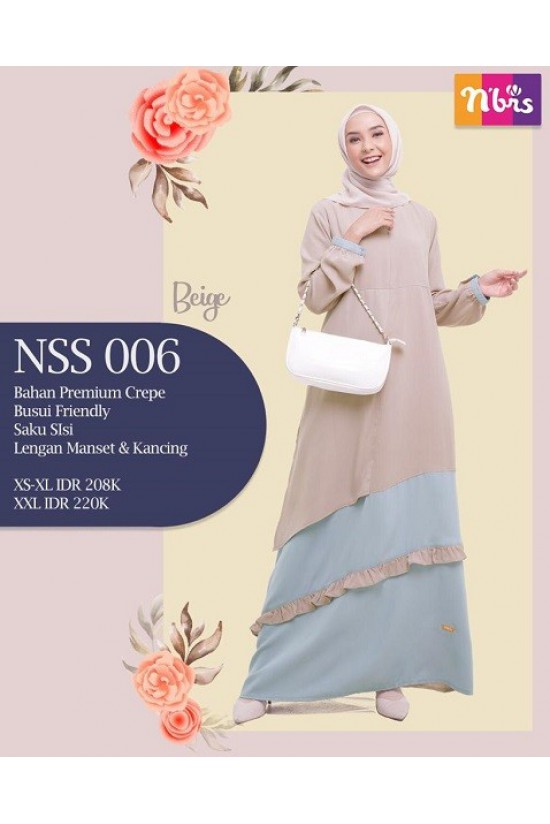 N'brs
Beige
NSS 006
Bahan Premium Crepe
Busui Friendly
Saku SIsi
Lengan Manset & Kancing
XS-XL IDR 208K
XXL IDR 220K